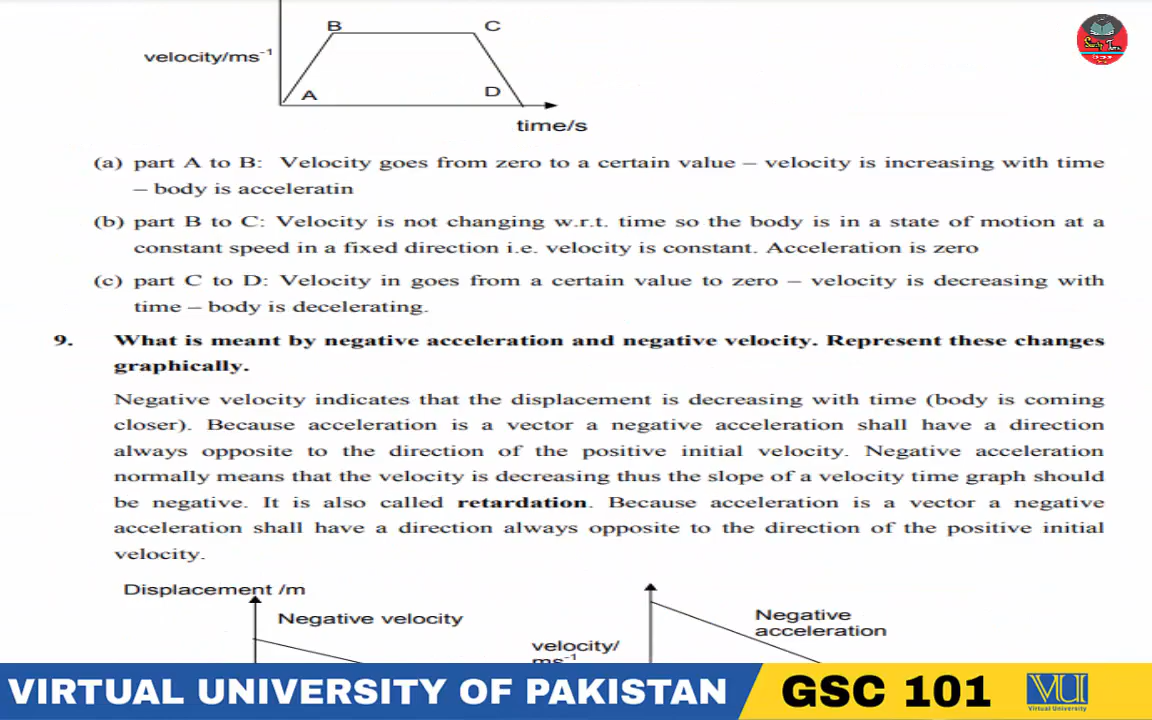 B
C
velocity/ms⁻¹
A
D
time/s
(a) part A to B: Velocity goes from zero to a certain value – velocity is increasing with time
– body is acceleratin
(b) part B to C: Velocity is not changing w.r.t. time so the body is in a state of motion at a
constant speed in a fixed direction i.e. velocity is constant. Acceleration is zero
(c) part C to D: Velocity in goes from a certain value to zero – velocity is decreasing with
time – body is decelerating.
9. What is meant by negative acceleration and negative velocity. Represent these changes
graphically.
Negative velocity indicates that the displacement is decreasing with time (body is coming
closer). Because acceleration is a vector a negative acceleration shall have a direction
always opposite to the direction of the positive initial velocity. Negative acceleration
normally means that the velocity is decreasing thus the slope of a velocity time graph should
be negative. It is also called retardation. Because acceleration is a vector a negative
acceleration shall have a direction always opposite to the direction of the positive initial
velocity.
Displacement /m
Negative velocity
velocity/
ms⁻¹
Negative
acceleration
VIRTUAL UNIVERSITY OF PAKISTAN
GSC 101
VU
Virtual University